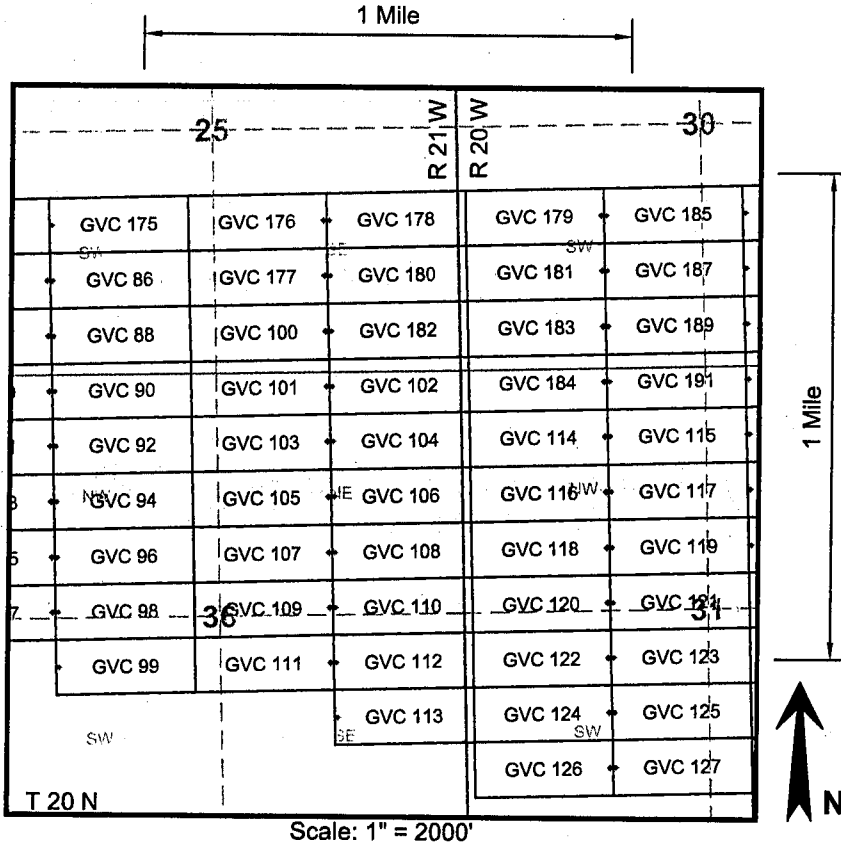 1 Mile
25 R 21 W R 20 W 30
GVC 175 GVC 176 GVC 178 GVC 179 GVC 185
SW SE SW
GVC 86 GVC 177 GVC 180 GVC 181 GVC 187
GVC 88 GVC 100 GVC 182 GVC 183 GVC 189
GVC 90 GVC 101 GVC 102 GVC 184 GVC 191
1 Mile
GVC 92 GVC 103 GVC 104 GVC 114 GVC 115
NW GVC 94 GVC 105 GVC 106 GVC 116 NW GVC 117
GVC 96 GVC 107 GVC 108 GVC 118 GVC 119
7 GVC 98 36 GVC 109 GVC 110 GVC 120 GVC 121 31
GVC 99 GVC 111 GVC 112 GVC 122 GVC 123
GVC 113 GVC 124 GVC 125
SW SE SW
GVC 126 GVC 127
T 20 N
N
Scale: 1" = 2000'